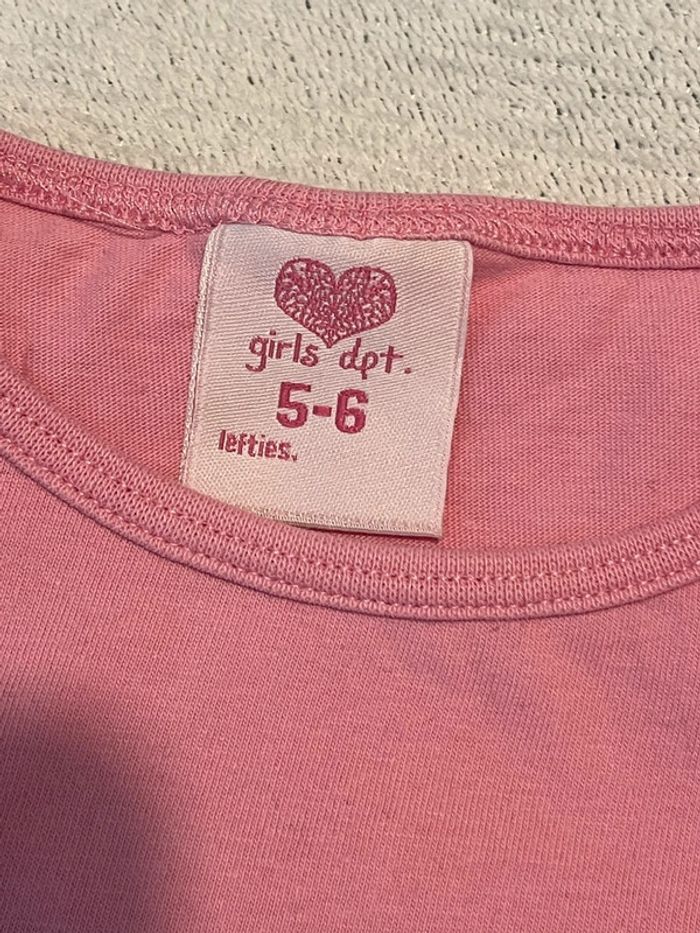 girls dpt.
5-6
lefties.